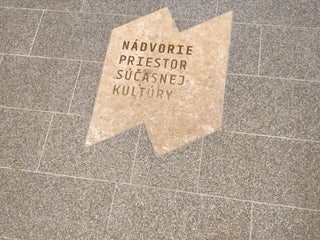 NÁDVORIE
PRIESTOR
SÚČASNEJ
KULTÚRY